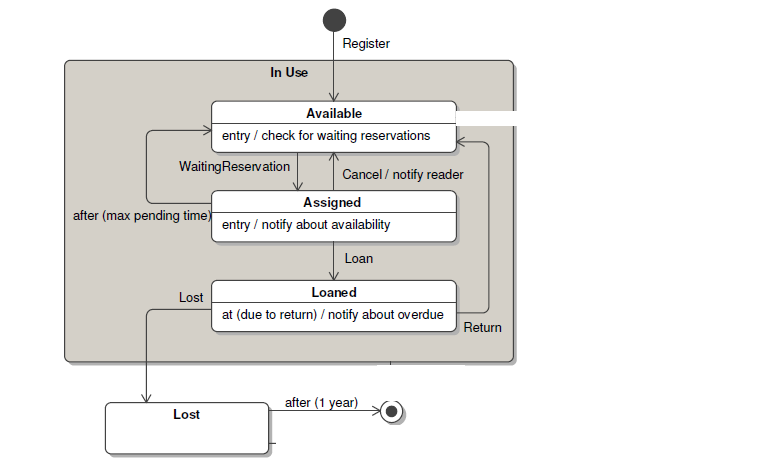 Register
In Use
Available
entry / check for waiting reservations
WaitingReservation
Cancel / notify reader
Assigned
after (max pending time)
entry / notify about availability
Loan
Loaned
Lost
at (due to return) / notify about overdue
Return
after (1 year)
Lost